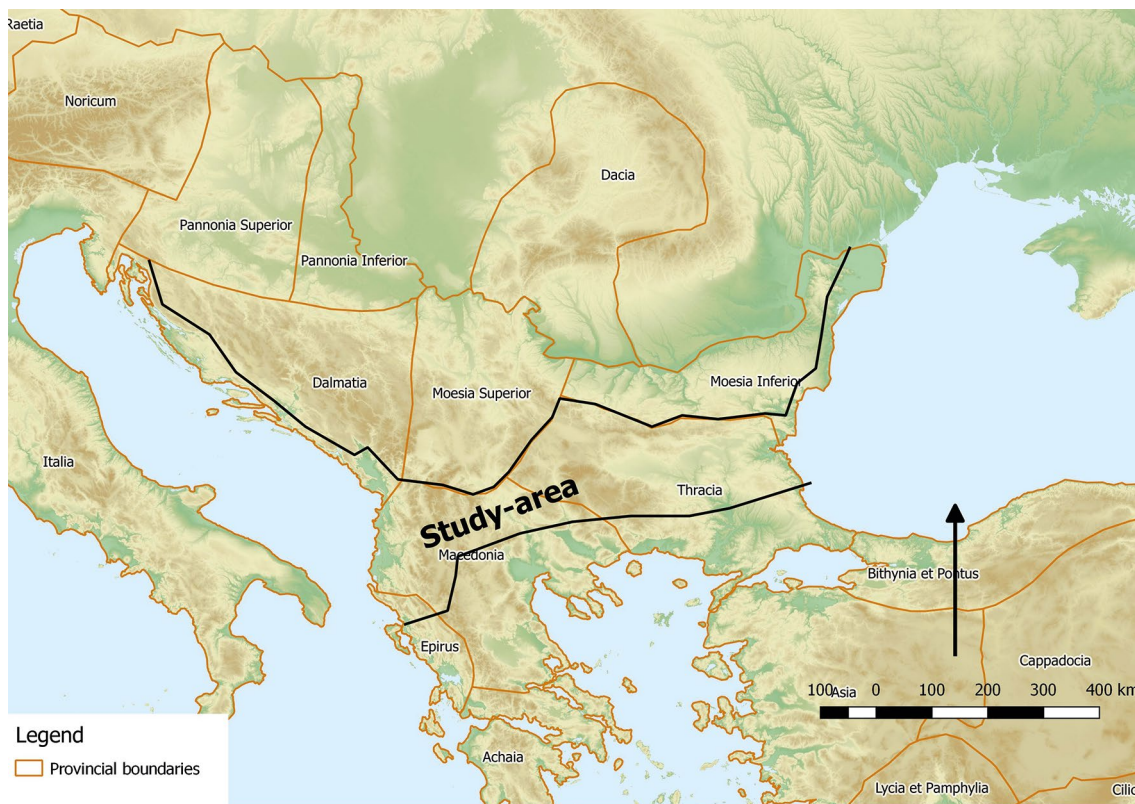 Raetia
Noricum
Dacia
Pannonia Superior
Pannonia Inferior
Dalmatia
Moesia Superior
Moesia Inferior
Italia
Thracia
Study-area
Macedonia
Bithynia et Pontus
Epirus
Cappadocia
Asia
100 0 100 200 300 400 km
Achaia
Lycia et Pamphylia
Cilic
Legend
Provincial boundaries